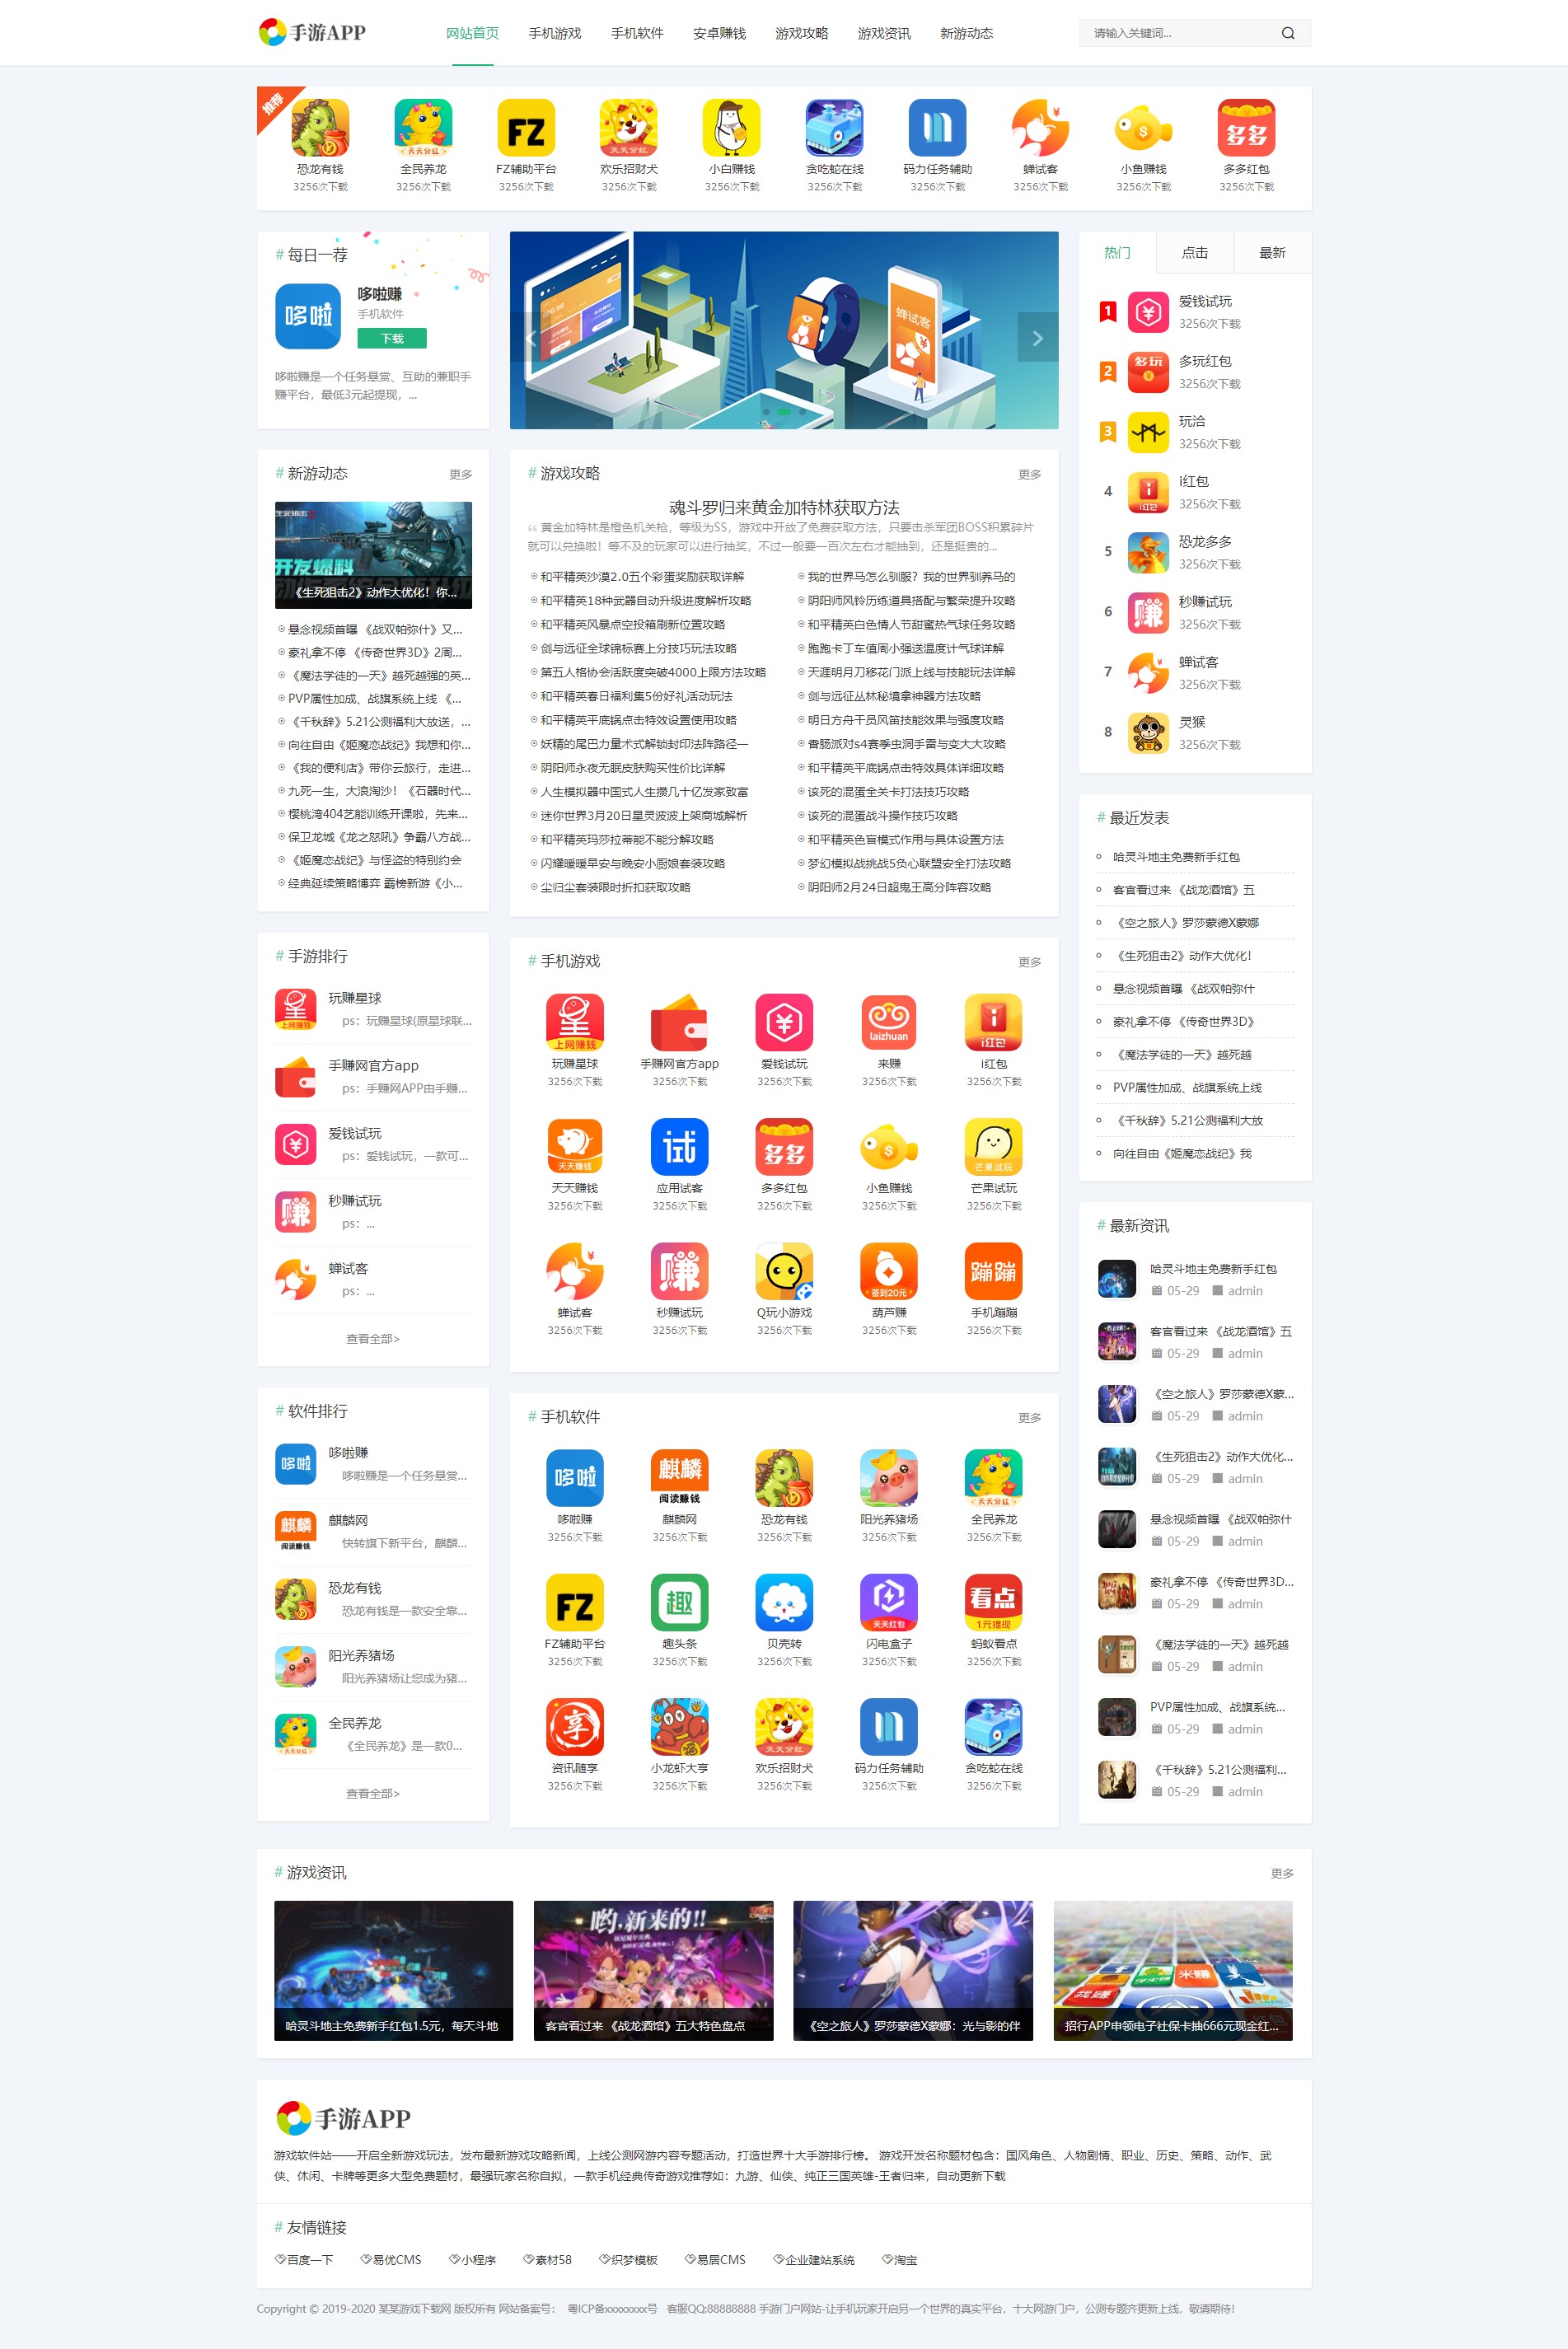 手游APP
网站首页
手机游戏
手机软件
安卓赚钱
游戏攻略
游戏资讯
新游动态
请输入关键词...
推荐
恐龙有钱
3256次下载
全民养龙
3256次下载
FZ辅助平台
3256次下载
欢乐招财犬
3256次下载
小白赚钱
3256次下载
贪吃蛇在线
3256次下载
码力任务辅助
3256次下载
蝉试客
3256次下载
小鱼赚钱
3256次下载
多多红包
3256次下载
# 每日一荐
哆啦
哆啦赚
手机软件
下载
哆啦赚是一个任务悬赏、互助的兼职手
赚平台，最低3元起提现，...
蝉试客
热门
点击
最新
1
爱钱试玩
3256次下载
2
多玩红包
3256次下载
3
玩洽
3256次下载
4
i红包
3256次下载
5
恐龙多多
3256次下载
6
秒赚试玩
3256次下载
7
蝉试客
3256次下载
8
灵猴
3256次下载
# 新游动态
更多
开发爆料
《生死狙击2》动作大优化！你...
悬念视频首曝 《战双帕弥什》又...
豪礼拿不停 《传奇世界3D》2周...
《魔法学徒的一天》越死越强的英...
PVP属性加成、战旗系统上线 《...
《千秋辞》5.21公测福利大放送，...
向往自由《姬魔恋战纪》我想和你...
《我的便利店》带你云旅行，走进...
九死一生，大浪淘沙！《石器时代...
樱桃湾404艺能训练开课啦，先来...
保卫龙城《龙之怒吼》争霸八方战...
《姬魔恋战纪》与怪盗的特别约会
经典延续策略博弈 霸榜新游《小...
# 游戏攻略
更多
魂斗罗归来黄金加特林获取方法
黄金加特林是橙色机关枪，等级为SS，游戏中开放了免费获取方法，只要击杀军团BOSS积累碎片
就可以兑换啦！等不及的玩家可以进行抽奖，不过一般要一百次左右才能抽到，还是挺贵的...
和平精英沙漠2.0五个彩蛋奖励获取详解
我的世界马怎么驯服？我的世界驯养马的
和平精英18种武器自动升级进度解析攻略
阴阳师风铃历练道具搭配与繁荣提升攻略
和平精英风暴点空投箱刷新位置攻略
和平精英白色情人节甜蜜热气球任务攻略
剑与远征全球锦标赛上分技巧玩法攻略
跑跑卡丁车值周小强送温度计气球详解
第五人格协会活跃度突破4000上限方法攻略
天涯明月刀移花门派上线与技能玩法详解
和平精英春日福利集5份好礼活动玩法
剑与远征丛林秘境拿神器方法攻略
和平精英平底锅点击特效设置使用攻略
明日方舟干员风笛技能效果与强度攻略
妖精的尾巴力量术式解锁封印法阵路径一
香肠派对s4赛季虫洞手雷与变大大攻略
阴阳师永夜无眠皮肤购买性价比详解
和平精英平底锅点击特效具体详细攻略
人生模拟器中国式人生攒几十亿发家致富
该死的混蛋全关卡打法技巧攻略
迷你世界3月20日星灵波波上架商城解析
该死的混蛋战斗操作技巧攻略
和平精英玛莎拉蒂能不能分解攻略
和平精英色盲模式作用与具体设置方法
闪耀暖暖早安与晚安小厨娘套装攻略
梦幻模拟战挑战5负心联盟安全打法攻略
尘归尘套装限时折扣获取攻略
阴阳师2月24日超鬼王高分阵容攻略
# 最近发表
哈灵斗地主免费新手红包
客官看过来 《战龙酒馆》五
《空之旅人》罗莎蒙德X蒙娜
《生死狙击2》动作大优化！
悬念视频首曝 《战双帕弥什
豪礼拿不停 《传奇世界3D》
《魔法学徒的一天》越死越
PVP属性加成、战旗系统上线
《千秋辞》5.21公测福利大放
向往自由《姬魔恋战纪》我
# 手游排行
玩赚星球
ps：玩赚星球(原星球联...
手赚网官方app
ps：手赚网APP由手赚...
爱钱试玩
ps：爱钱试玩，一款可...
秒赚试玩
ps：...
蝉试客
ps：...
查看全部>
# 手机游戏
更多
玩赚星球
3256次下载
手赚网官方app
3256次下载
爱钱试玩
3256次下载
来赚
3256次下载
i红包
3256次下载
天天赚钱
3256次下载
应用试客
3256次下载
多多红包
3256次下载
小鱼赚钱
3256次下载
芒果试玩
3256次下载
蝉试客
3256次下载
秒赚试玩
3256次下载
Q玩小游戏
3256次下载
葫芦赚
3256次下载
手机蹦蹦
3256次下载
# 最新资讯
哈灵斗地主免费新手红包
05-29 admin
客官看过来 《战龙酒馆》五
05-29 admin
《空之旅人》罗莎蒙德X蒙...
05-29 admin
《生死狙击2》动作大优化...
05-29 admin
悬念视频首曝 《战双帕弥什
05-29 admin
豪礼拿不停 《传奇世界3D...
05-29 admin
《魔法学徒的一天》越死越
05-29 admin
PVP属性加成、战旗系统...
05-29 admin
《千秋辞》5.21公测福利...
05-29 admin
# 软件排行
哆啦赚
哆啦赚是一个任务悬赏...
麒麟网
快转旗下新平台，麒麟...
恐龙有钱
恐龙有钱是一款安全靠...
阳光养猪场
阳光养猪场让您成为猪...
全民养龙
《全民养龙》是一款0...
查看全部>
# 手机软件
更多
哆啦赚
3256次下载
麒麟网
3256次下载
恐龙有钱
3256次下载
阳光养猪场
3256次下载
全民养龙
3256次下载
FZ辅助平台
3256次下载
趣头条
3256次下载
贝壳转
3256次下载
闪电盒子
3256次下载
蚂蚁看点
3256次下载
资讯随享
3256次下载
小龙虾大亨
3256次下载
欢乐招财犬
3256次下载
码力任务辅助
3256次下载
贪吃蛇在线
3256次下载
# 游戏资讯
更多
哟,新来的!!
哈灵斗地主免费新手红包1.5元，每天斗地
客官看过来 《战龙酒馆》五大特色盘点
《空之旅人》罗莎蒙德X蒙娜：光与影的伴
招行APP申领电子社保卡抽666元现金红...
手游APP
游戏软件站——开启全新游戏玩法，发布最新游戏攻略新闻，上线公测网游内容专题活动，打造世界十大手游排行榜。 游戏开发名称题材包含：国风角色、人物剧情、职业、历史、策略、动作、武
侠、休闲、卡牌等更多大型免费题材，最强玩家名称自拟，一款手机经典传奇游戏推荐如：九游、仙侠、纯正三国英雄-王者归来，自动更新下载
# 友情链接
百度一下
易优CMS
小程序
素材58
织梦模板
易居CMS
企业建站系统
淘宝
Copyright © 2019-2020 某某游戏下载网 版权所有 网站备案号： 粤ICP备xxxxxxxx号 客服QQ;88888888 手游门户网站-让手机玩家开启另一个世界的真实平台，十大网游门户，公测专题齐更新上线，敬请期待！